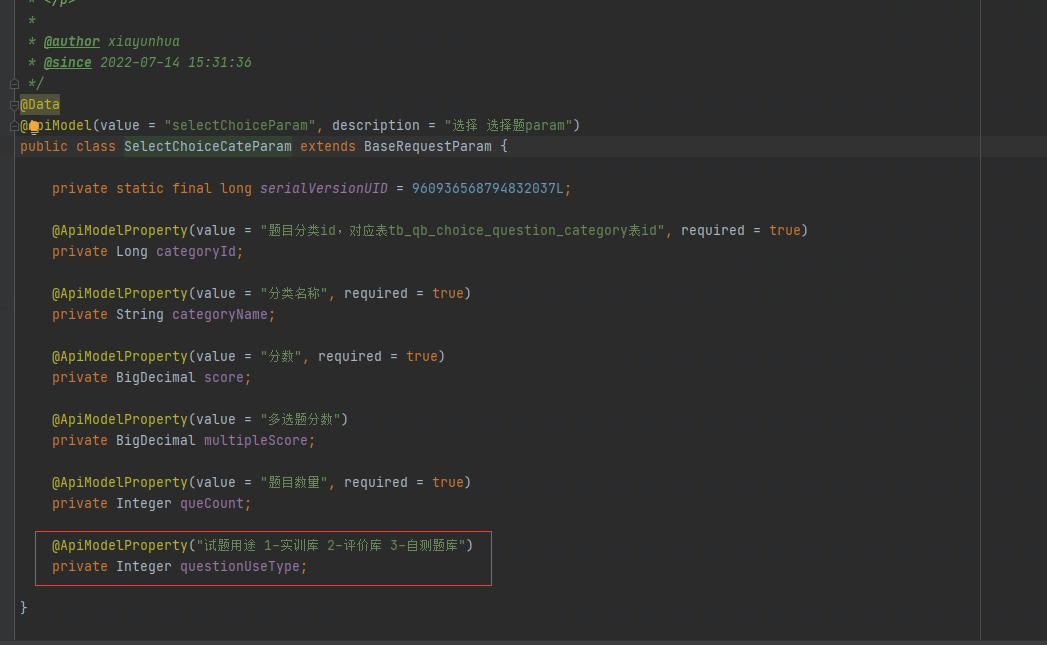 * </p>
*
* @author xiayunhua
* @since 2022-07-14 15:31:36
*/
@Data
@ApiModel(value = "selectChoiceParam", description = "选择 选择题param")
public class SelectChoiceCateParam extends BaseRequestParam {
private static final long serialVersionUID = 960936568794832037L;
@ApiModelProperty(value = "题目分类id，对应表tb_qb_choice_question_category表id", required = true)
private Long categoryId;
@ApiModelProperty(value = "分类名称", required = true)
private String categoryName;
@ApiModelProperty(value = "分数", required = true)
private BigDecimal score;
@ApiModelProperty(value = "多选题分数")
private BigDecimal multipleScore;
@ApiModelProperty(value = "题目数量", required = true)
private Integer queCount;
@ApiModelProperty("试题用途 1-实训库 2-评价库 3-自测题库")
private Integer questionUseType;
}